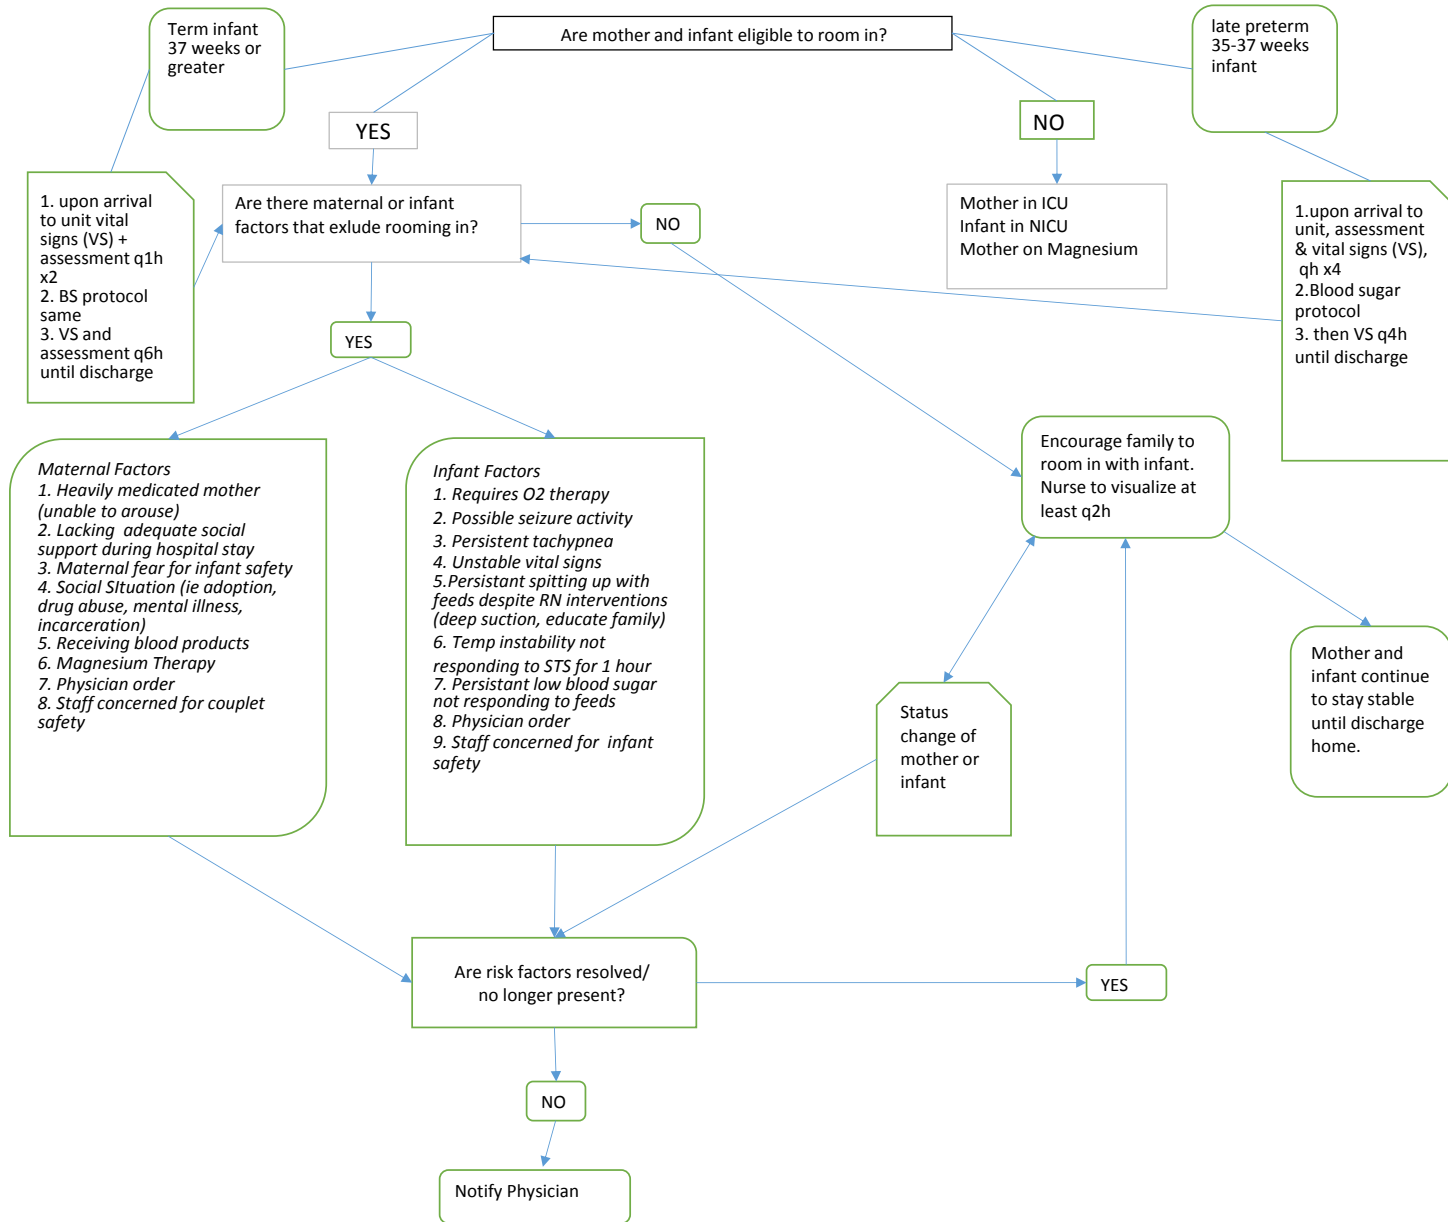 Term infant
37 weeks or
greater
Are mother and infant eligible to room in?
late preterm
35-37 weeks
infant
YES
NO
1. upon arrival
to unit vital
signs (VS) +
assessment q1h
x2
2. BS protocol
same
3. VS and
assessment q6h
until discharge
Are there maternal or infant
factors that exlude rooming in?
NO
Mother in ICU
Infant in NICU
Mother on Magnesium
1.upon arrival to
unit, assessment
& vital signs (VS),
qh x4
2.Blood sugar
protocol
3. then VS q4h
until discharge
YES
Maternal Factors
1. Heavily medicated mother
(unable to arouse)
2. Lacking adequate social
support during hospital stay
3. Maternal fear for infant safety
4. Social SItuation (ie adoption,
drug abuse, mental illness,
incarceration)
5. Receiving blood products
6. Magnesium Therapy
7. Physician order
8. Staff concerned for couplet
safety
Infant Factors
1. Requires O2 therapy
2. Possible seizure activity
3. Persistent tachypnea
4. Unstable vital signs
5.Persistant spitting up with
feeds despite RN interventions
(deep suction, educate family)
6. Temp instability not
responding to STS for 1 hour
7. Persistant low blood sugar
not responding to feeds
8. Physician order
9. Staff concerned for infant
safety
Encourage family to
room in with infant.
Nurse to visualize at
least q2h
Status
change of
mother or
infant
Mother and
infant continue
to stay stable
until discharge
home.
Are risk factors resolved/
no longer present?
YES
NO
Notify Physician